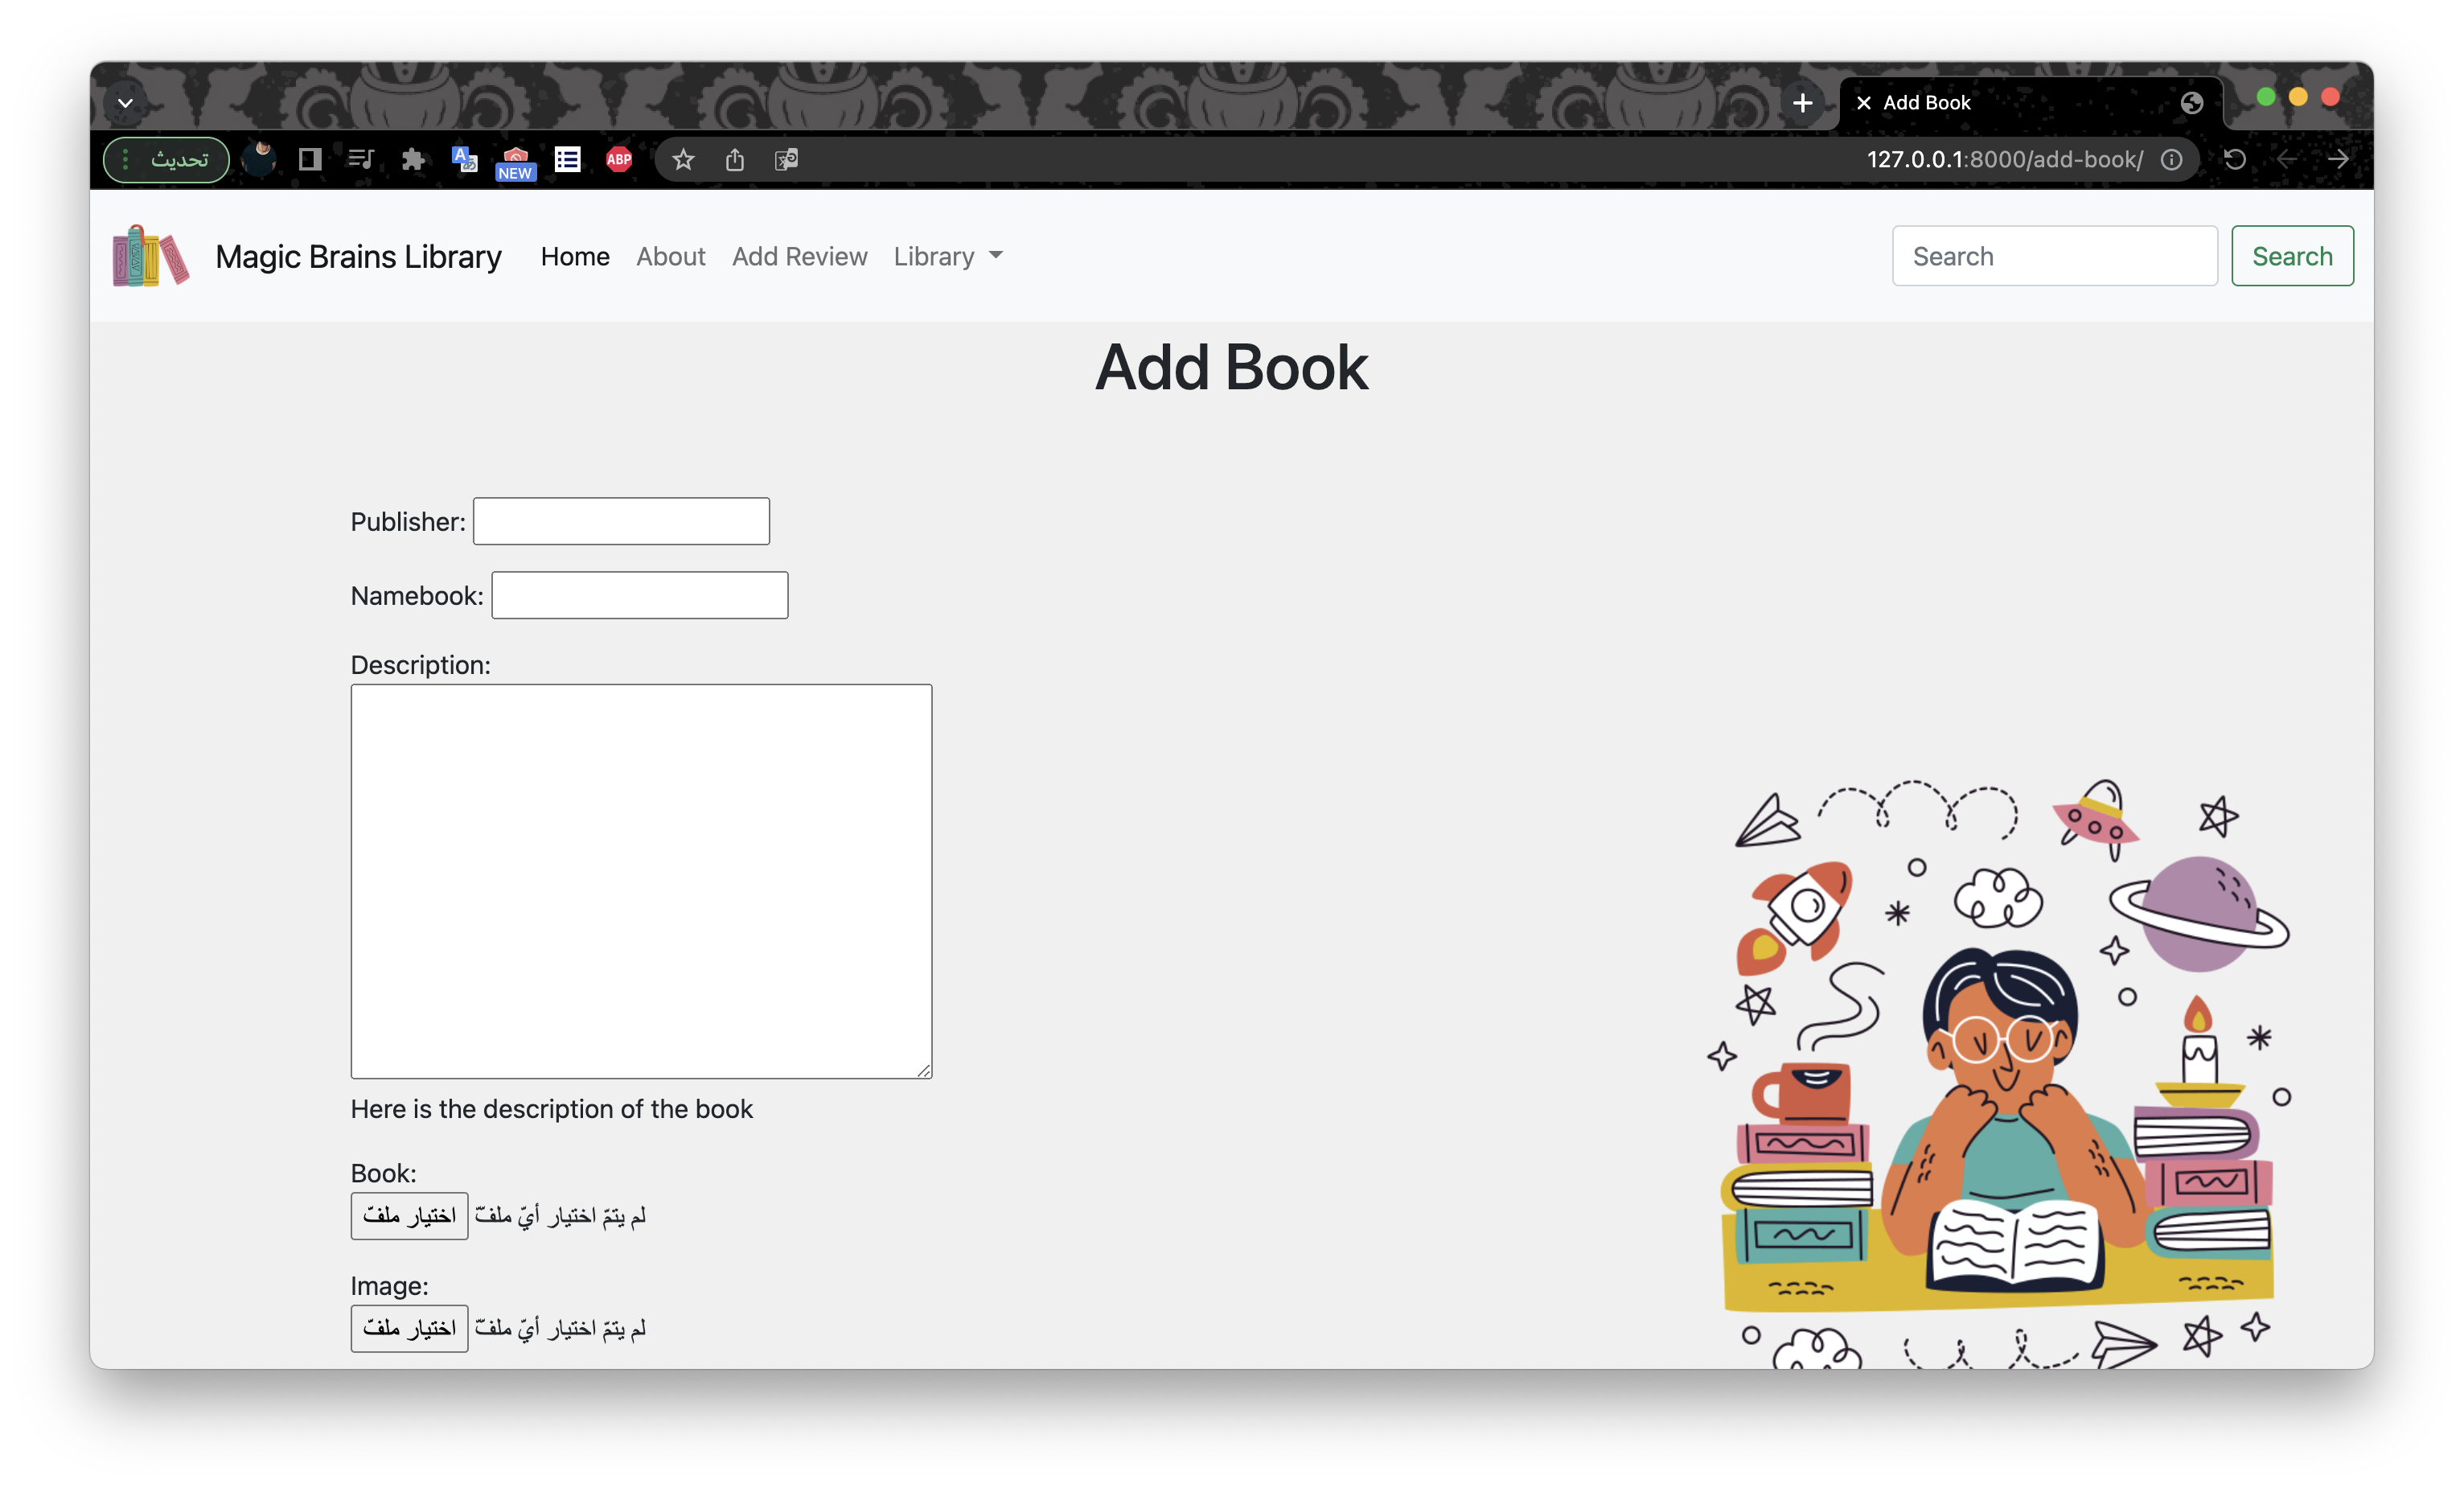 Add Book
تحديث
NEW
ABP
127.0.0.1:8000/add-book/
Magic Brains Library Home About Add Review Library Search Search
Add Book
Publisher:
Namebook:
Description:
Here is the description of the book
Book:
اختيار ملفّ لم يتمّ اختيار أيّ ملفّ
Image:
اختيار ملفّ لم يتمّ اختيار أيّ ملفّ